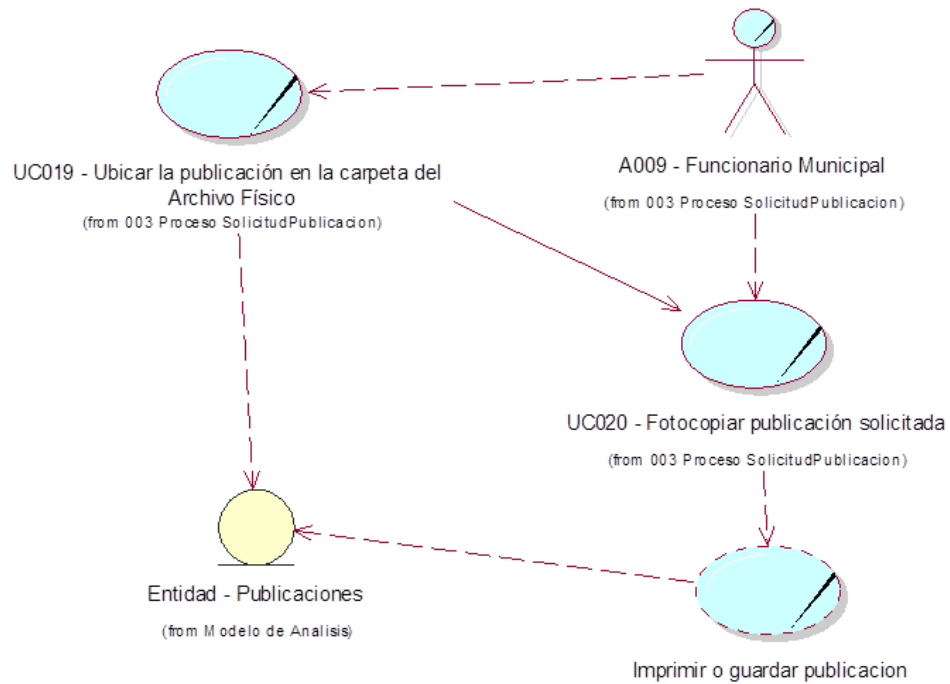 UC019 - Ubicar la publicación en la carpeta del
Archivo Físico
(from 003 Proceso SolicitudPublicacion)
A009 - Funcionario Municipal
(from 003 Proceso SolicitudPublicacion)
UC020 - Fotocopiar publicación solicitada
(from 003 Proceso SolicitudPublicacion)
Entidad - Publicaciones
(from Modelo de Analisis)
Imprimir o guardar publicacion